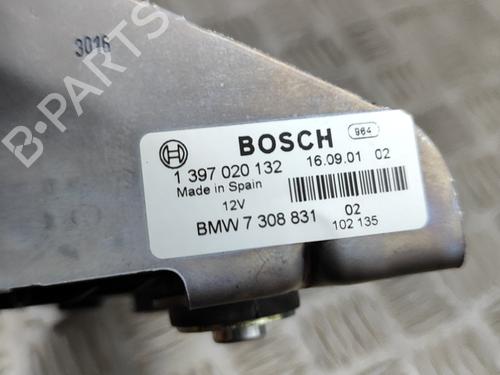 3016
BOSCH 964
1 397 020 132 16.09.01 02
Made in Spain
12V
BMW 7 308 831 02
102 135
B-PARTS